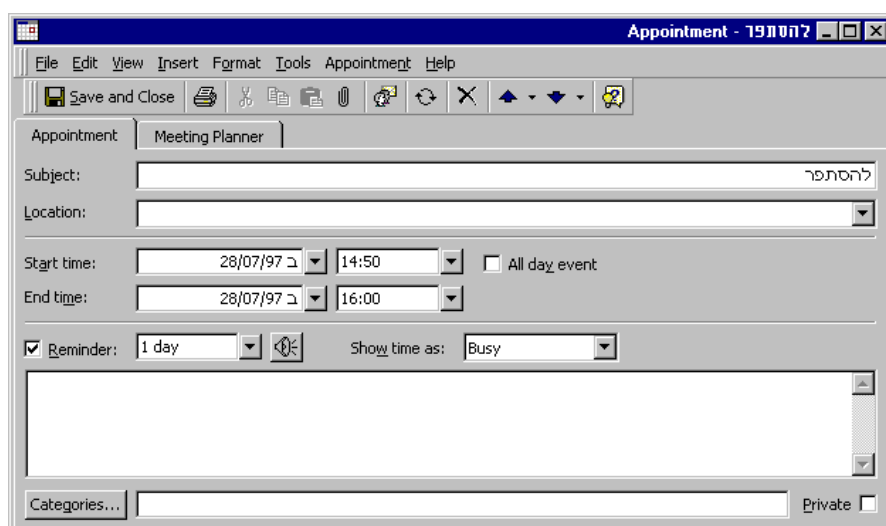 Appointment - להסתפר
File Edit View Insert Format Tools Appointment Help
Save and Close
Appointment Meeting Planner
Subject: להסתפר
Location:
Start time: ב 28/07/97 14:50 All day event
End time: ב 28/07/97 16:00
Reminder: 1 day Show time as: Busy
Categories... Private